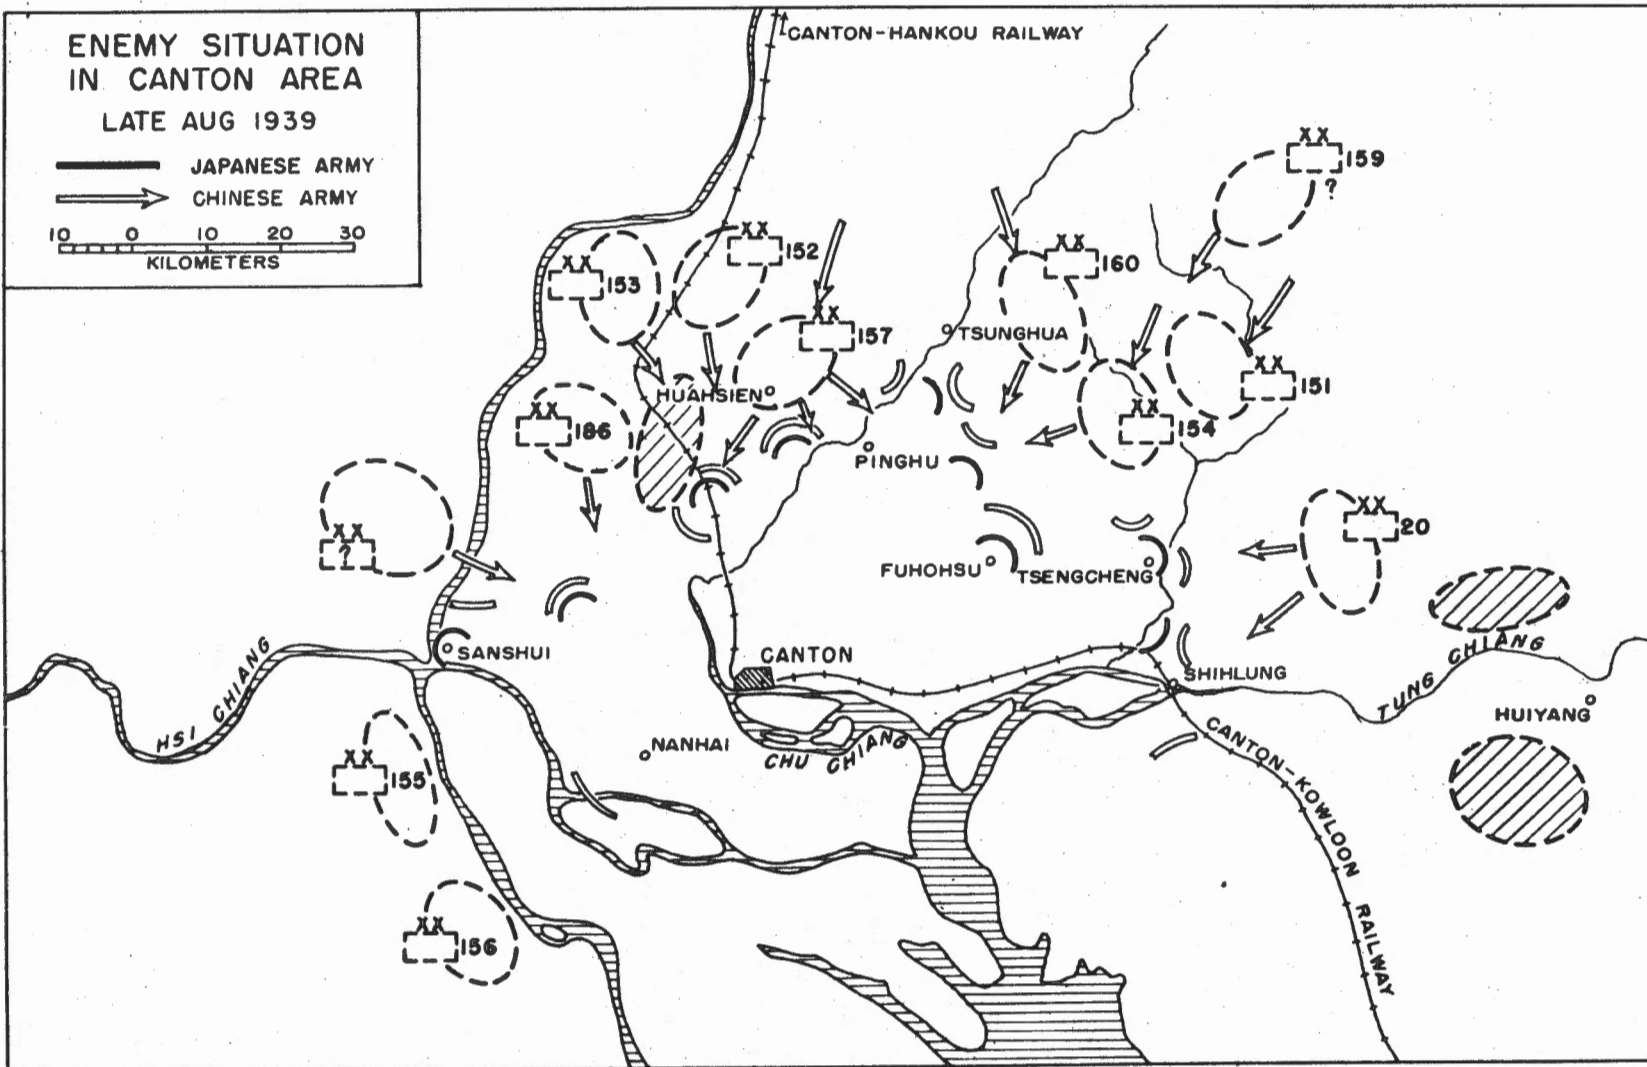 ENEMY SITUATION
IN CANTON AREA
LATE AUG 1939
JAPANESE ARMY
CHINESE ARMY
10 0 10 20 30
KILOMETERS
CANTON-HANKOU RAILWAY
XX
159
?
XX
152
XX
153
XX
160
XX
157
TSUNGHUA
XX
151
HUAHSIEN
XX
186
XX
154
PINGHU
XX
20
XX
?
FUHOHSU
TSENGCHENG
SANSHUI
CANTON
SHIHLUNG
HSI CHIANG
TUNG CHIANG
HUIYANG
NANHAI
CHU CHIANG
CANTON-KOWLOON RAILWAY
XX
155
XX
156